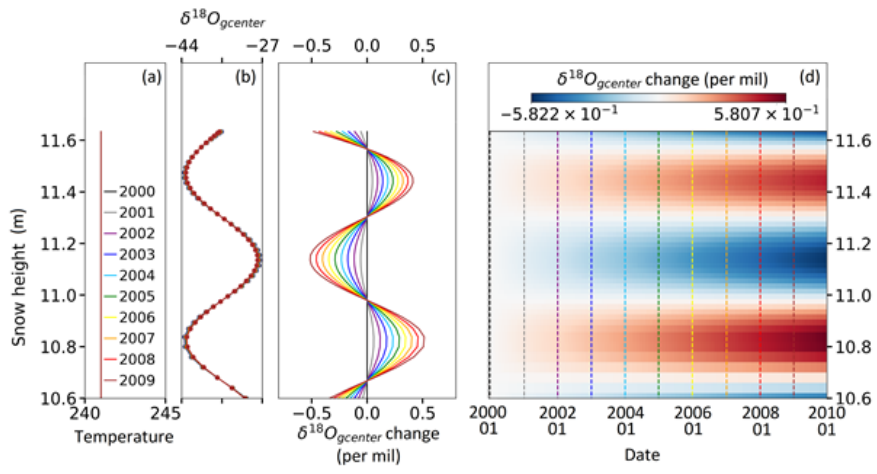 δ18Ogcenter
−44 −27 −0.5 0.0 0.5
(a) (b) (c) (d)
δ18Ogcenter change (per mil)
−5.822 × 10−1 5.807 × 10−1
Snow height (m)
11.6 11.6
11.4 11.4
11.2 11.2
11.0 11.0
10.8 10.8
10.6 10.6
2000
2001
2002
2003
2004
2005
2006
2007
2008
2009
240 245 −0.5 0.0 0.5
2000 2002 2004 2006 2008 2010
01 01 01 01 01 01
Temperature
δ18Ogcenter change
(per mil)
Date